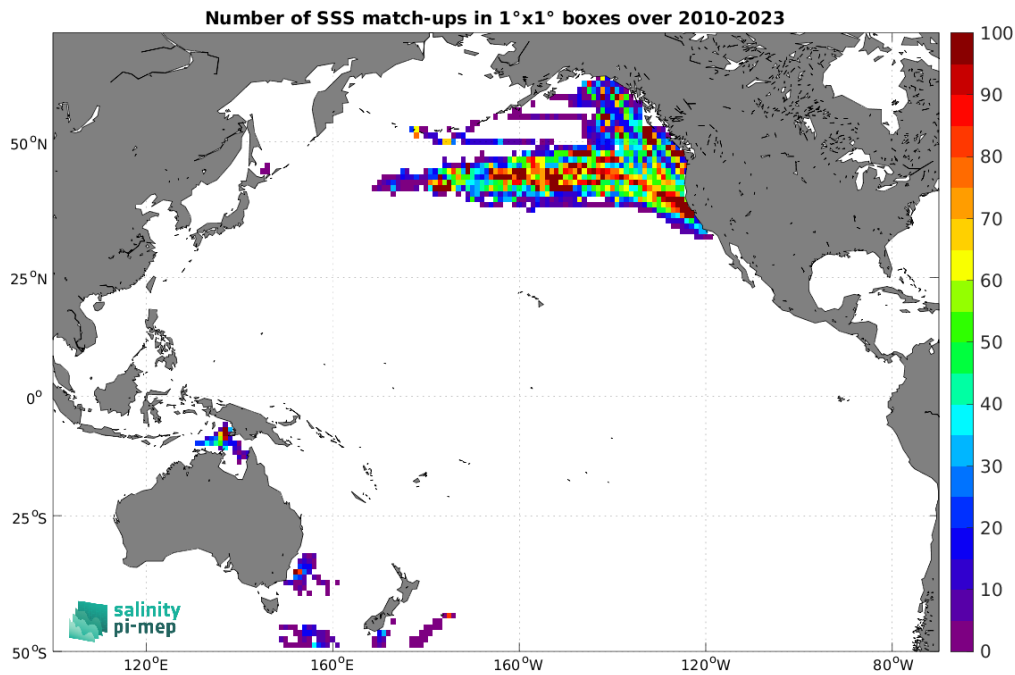 Number of SSS match-ups in 1°x1° boxes over 2010-2023
50°N
25°N
0°
25°S
50°S
120°E
160°E
160°W
120°W
80°W
100
90
80
70
60
50
40
30
20
10
0
salinity
pi-mep